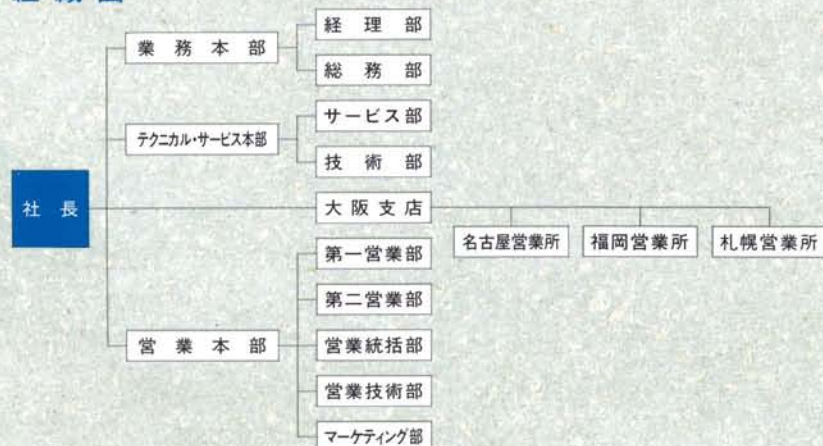 組織図
社長
業務本部
経理部
総務部
テクニカル・サービス本部
サービス部
技術部
大阪支店
名古屋営業所
福岡営業所
札幌営業所
営業本部
第一営業部
第二営業部
営業統括部
営業技術部
マーケティング部